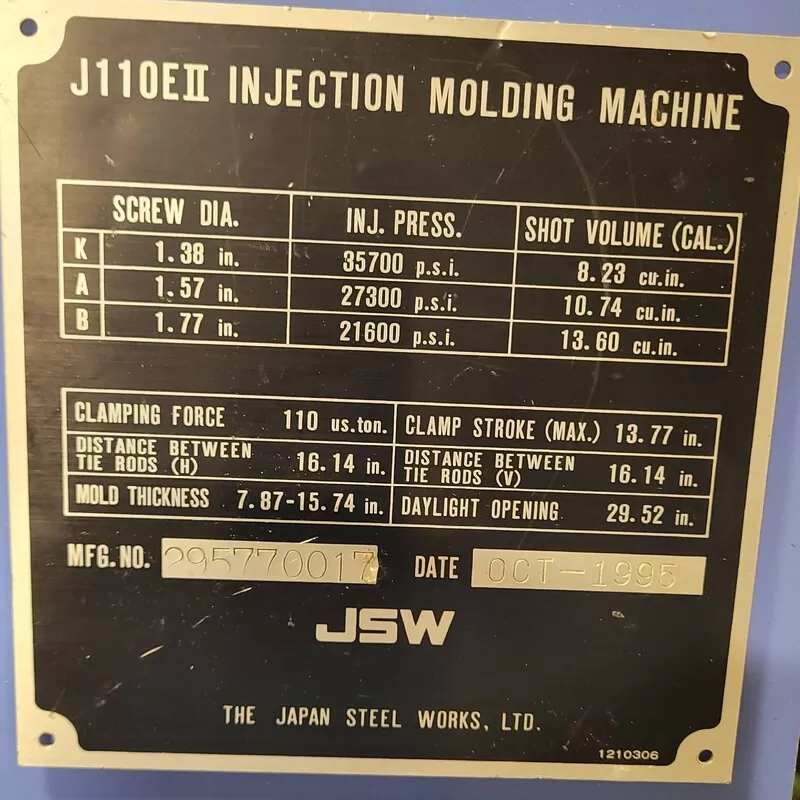 J110EⅡ INJECTION MOLDING MACHINE
SCREW DIA. INJ. PRESS. SHOT VOLUME (CAL.)
K 1.38 in. 35700 p.s.i. 8.23 cu.in.
A 1.57 in. 27300 p.s.i. 10.74 cu.in.
B 1.77 in. 21600 p.s.i. 13.60 cu.in.
CLAMPING FORCE 110 us.ton. CLAMP STROKE (MAX.) 13.77 in.
DISTANCE BETWEEN
TIE RODS (H) 16.14 in. DISTANCE BETWEEN
TIE RODS (V) 16.14 in.
MOLD THICKNESS 7.87-15.74 in. DAYLIGHT OPENING 29.52 in.
MFG.NO. 295770017 DATE OCT-1995
JSW
THE JAPAN STEEL WORKS, LTD.
1210306